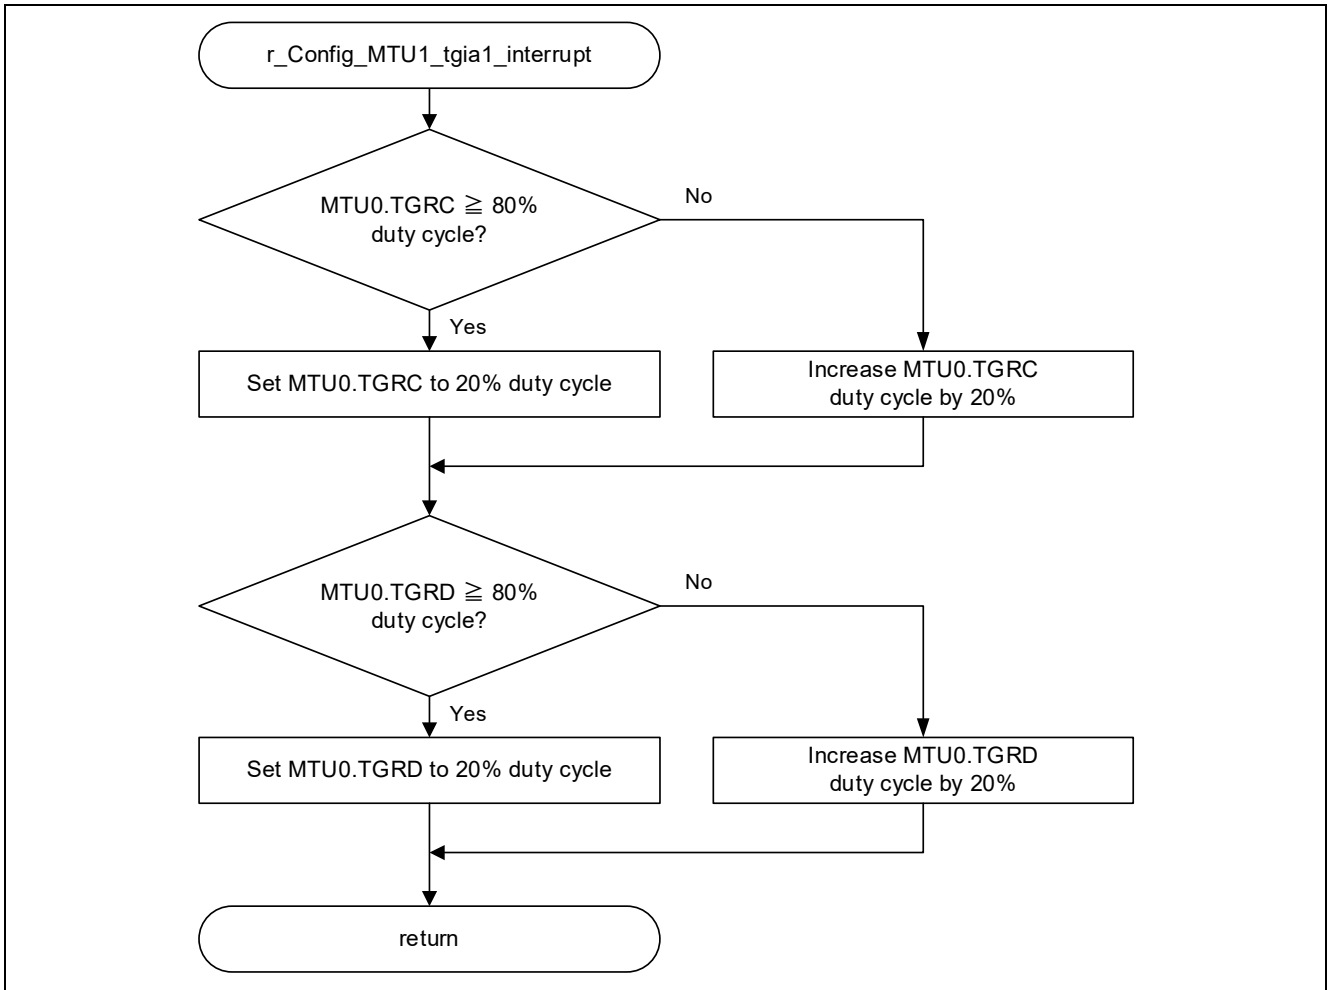 r_Config_MTU1_tgia1_interrupt
MTU0.TGRC ≧ 80%
duty cycle?
No
Yes
Set MTU0.TGRC to 20% duty cycle
Increase MTU0.TGRC
duty cycle by 20%
MTU0.TGRD ≧ 80%
duty cycle?
No
Yes
Set MTU0.TGRD to 20% duty cycle
Increase MTU0.TGRD
duty cycle by 20%
return